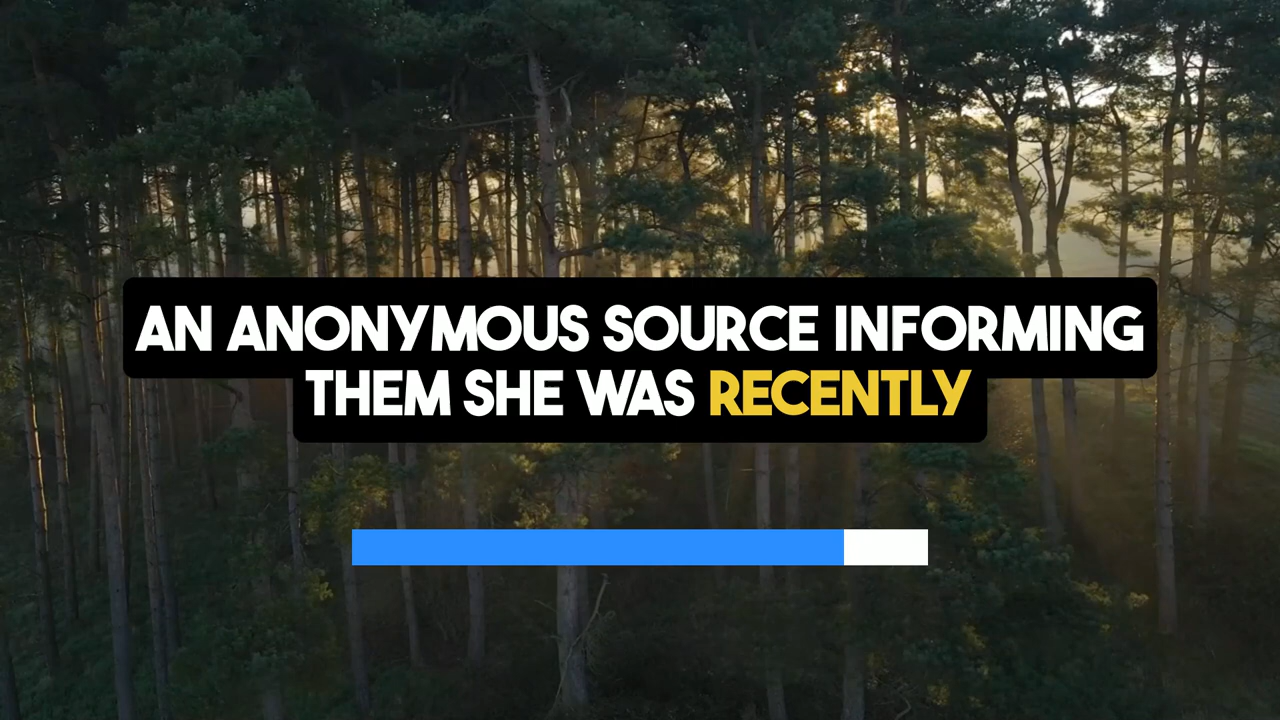 AN ANONYMOUS SOURCE INFORMING
THEM SHE WAS RECENTLY